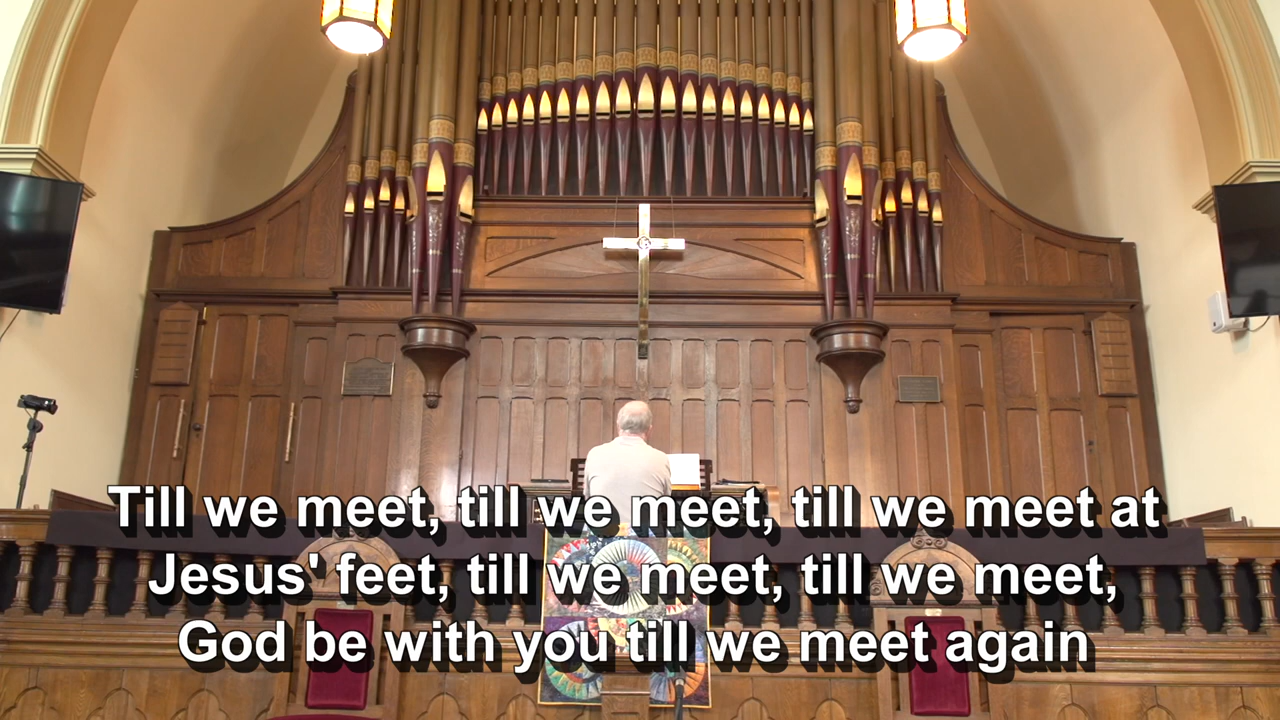 Till we meet, till we meet, till we meet at
Jesus' feet, till we meet, till we meet,
God be with you till we meet again